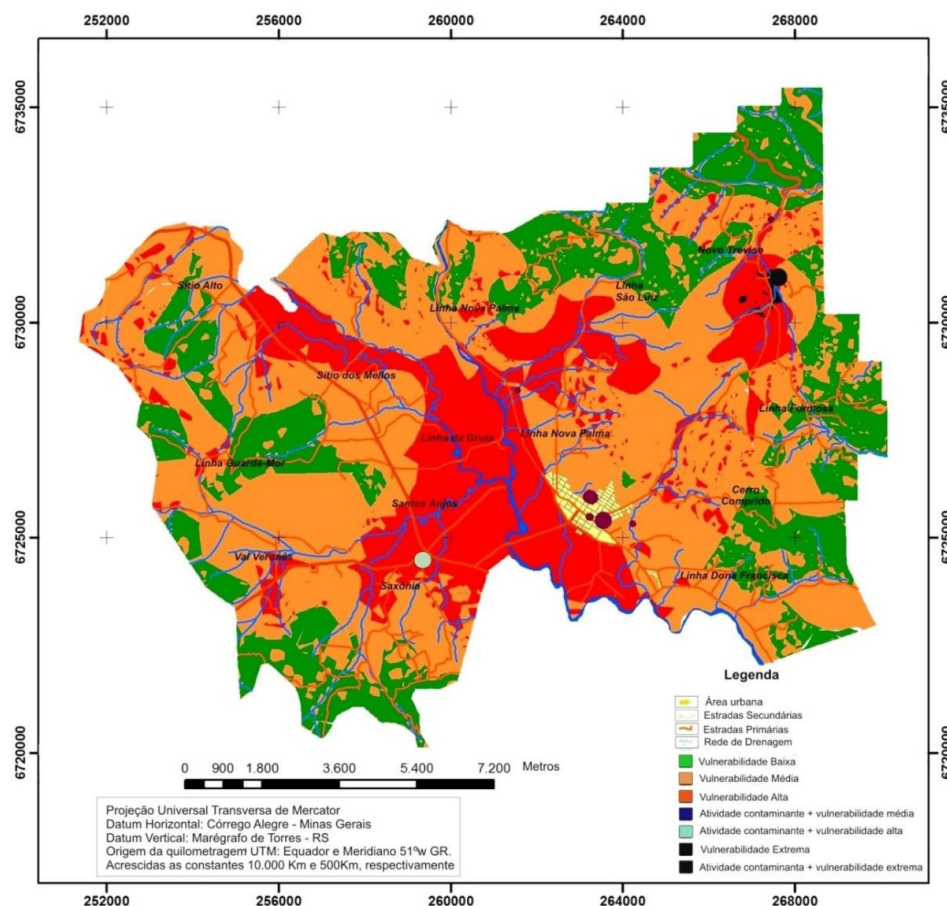 252000 256000 260000 264000 268000
6735000 6735000
Novo Treviso
Sítio Alto
Linha
São Luiz
Linha Nova Palma
6730000 6730000
Sítio dos Mellos
Linha Formosa
Linha da Gruta
Linha Nova Palma
Linha Guarda-Mor
Cerro
Comprido
Santos Anjos
6725000 6725000
Val Veronês
Linha Dona Francisca
Saxônia
Legenda
Área urbana
Estradas Secundárias
Estradas Primárias
Rede de Drenagem
Vulnerabilidade Baixa
Vulnerabilidade Média
Vulnerabilidade Alta
Atividade contaminante + vulnerabilidade média
Atividade contaminante + vulnerabilidade alta
Vulnerabilidade Extrema
Atividade contaminanta + vulnerabilidade extrema
6720000 6720000
0 900 1.800 3.600 5.400 7.200 Metros
Projeção Universal Transversa de Mercator
Datum Horizontal: Córrego Alegre - Minas Gerais
Datum Vertical: Marégrafo de Torres - RS
Origem da quilometragem UTM: Equador e Meridiano 51ºw GR.
Acrescidas as constantes 10.000 Km e 500Km, respectivamente
252000 256000 260000 264000 268000